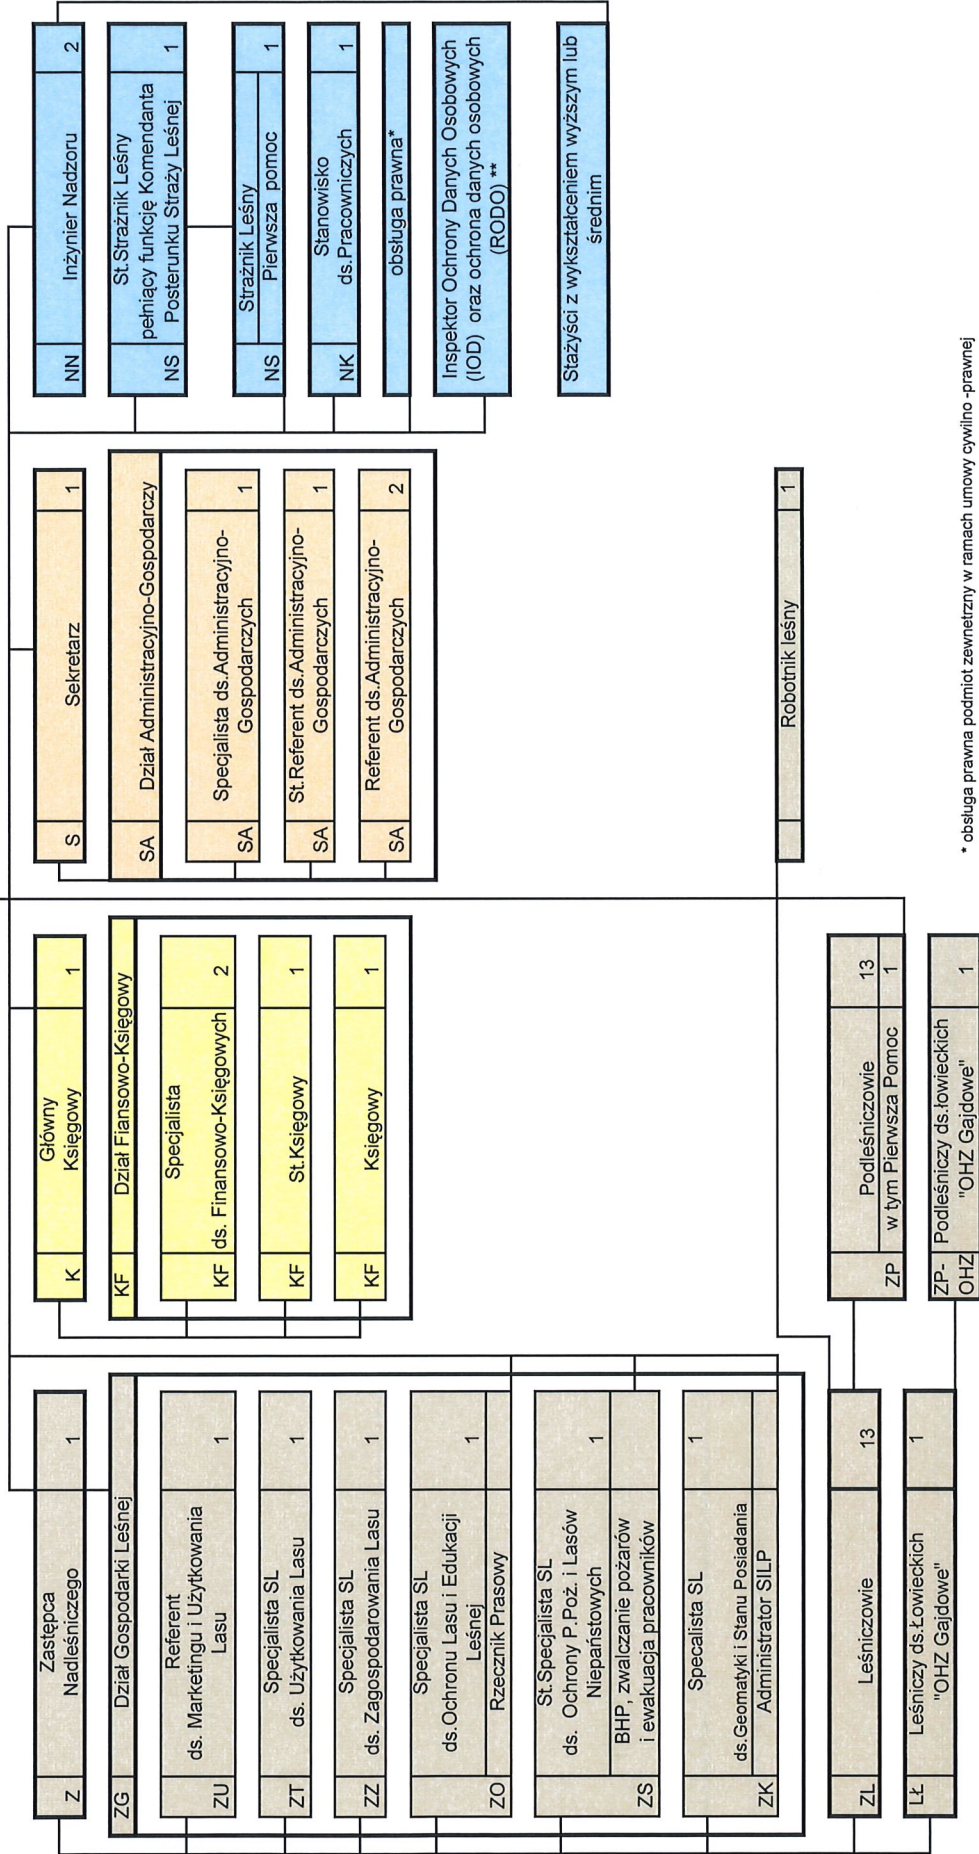 Z
Zastępca
Nadleśniczego
1
ZG
Dział Gospodarki Leśnej
ZU
Referent
ds. Marketingu i Użytkowania
Lasu
1
ZT
Specjalista SL
ds. Użytkowania Lasu
1
ZZ
Specjalista SL
ds. Zagospodarowania Lasu
1
ZO
Specjalista SL
ds.Ochronu Lasu i Edukacji
Leśnej
1
Rzecznik Prasowy
ZS
St.Specjalista SL
ds. Ochrony P.Poż. i Lasów
Niepaństowych
1
BHP, zwalczanie pożarów
i ewakuacja pracowników
ZK
Specalista SL
1
ds.Geomatyki i Stanu Posiadania
Administrator SILP
ZL
Leśniczowie
13
LŁ
Leśniczy ds.Łowieckich
"OHZ Gajdowe"
1
K
Główny
Księgowy
1
KF
Dział Fiansowo-Księgowy
KF
Specjalista
ds. Finansowo-Księgowych
2
KF
St.Księgowy
1
KF
Księgowy
1
ZP
Podleśniczowie
13
w tym Pierwsza Pomoc
1
ZP-
OHZ
Podleśniczy ds.łowieckich
"OHZ Gajdowe"
1
S
Sekretarz
1
SA
Dział Administracyjno-Gospodarczy
SA
Specjalista ds.Administracyjno-
Gospodarczych
1
SA
St.Referent ds.Administracyjno-
Gospodarczych
1
SA
Referent ds.Administracyjno-
Gospodarczych
2
Robotnik leśny
1
NN
Inżynier Nadzoru
2
NS
St.Strażnik Leśny
pełniący funkcję Komendanta
Posterunku Straży Leśnej
1
NS
Strażnik Leśny
Pierwsza pomoc
1
NK
Stanowisko
ds.Pracowniczych
1
obsługa prawna*
Inspektor Ochrony Danych Osobowych
(IOD) oraz ochrona danych osobowych
(RODO) **
Stażyści z wykształceniem wyższym lub
średnim
* obsługa prawna podmiot zewnetrzny w ramach umowy cywilno -prawnej